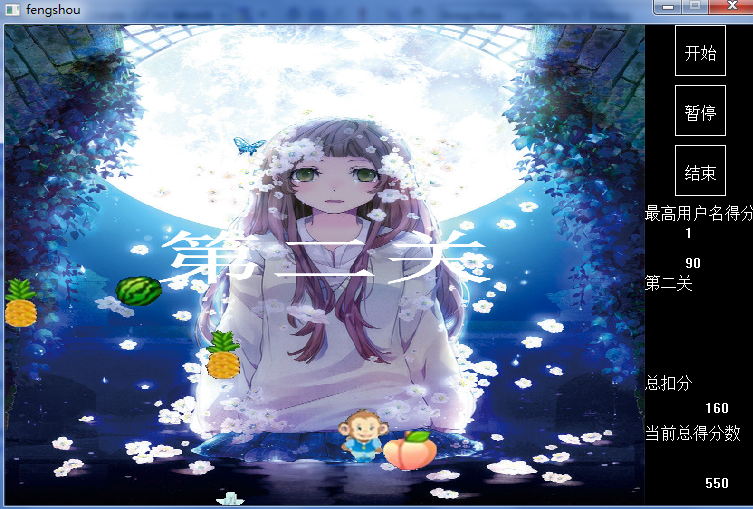 fengshou
开始
暂停
结束
最高用户名得分
1
90
第二关
第二关
总扣分
160
当前总得分数
550